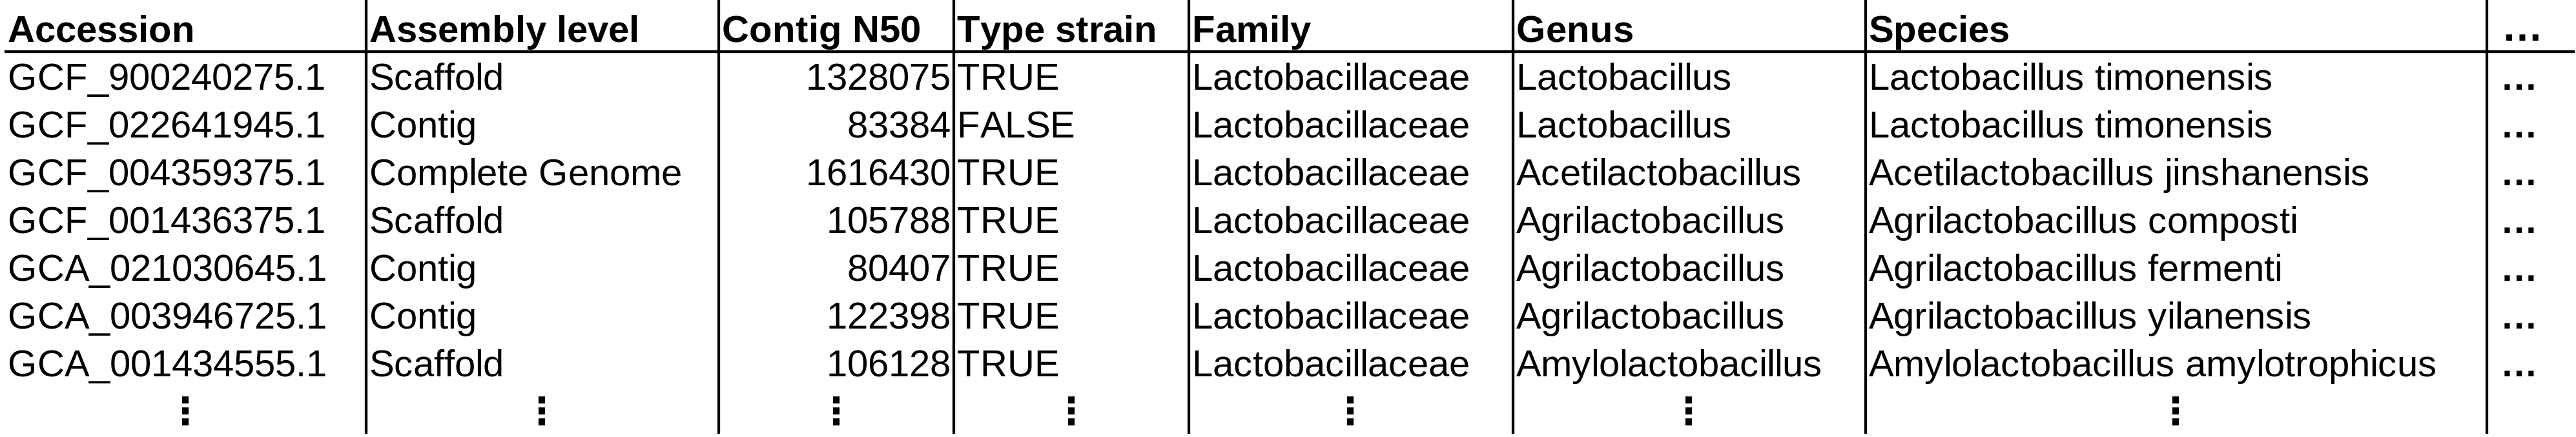 Accession Assembly level Contig N50 Type strain Family Genus Species ...
GCF_900240275.1 Scaffold 1328075 TRUE Lactobacillaceae Lactobacillus Lactobacillus timonensis ...
GCF_022641945.1 Contig 83384 FALSE Lactobacillaceae Lactobacillus Lactobacillus timonensis ...
GCF_004359375.1 Complete Genome 1616430 TRUE Lactobacillaceae Acetilactobacillus Acetilactobacillus jinshanensis ...
GCF_001436375.1 Scaffold 105788 TRUE Lactobacillaceae Agrilactobacillus Agrilactobacillus composti ...
GCA_021030645.1 Contig 80407 TRUE Lactobacillaceae Agrilactobacillus Agrilactobacillus fermenti ...
GCA_003946725.1 Contig 122398 TRUE Lactobacillaceae Agrilactobacillus Agrilactobacillus yilanensis ...
GCA_001434555.1 Scaffold 106128 TRUE Lactobacillaceae Amylolactobacillus Amylolactobacillus amylotrophicus ...
⁞ ⁞ ⁞ ⁞ ⁞ ⁞ ⁞